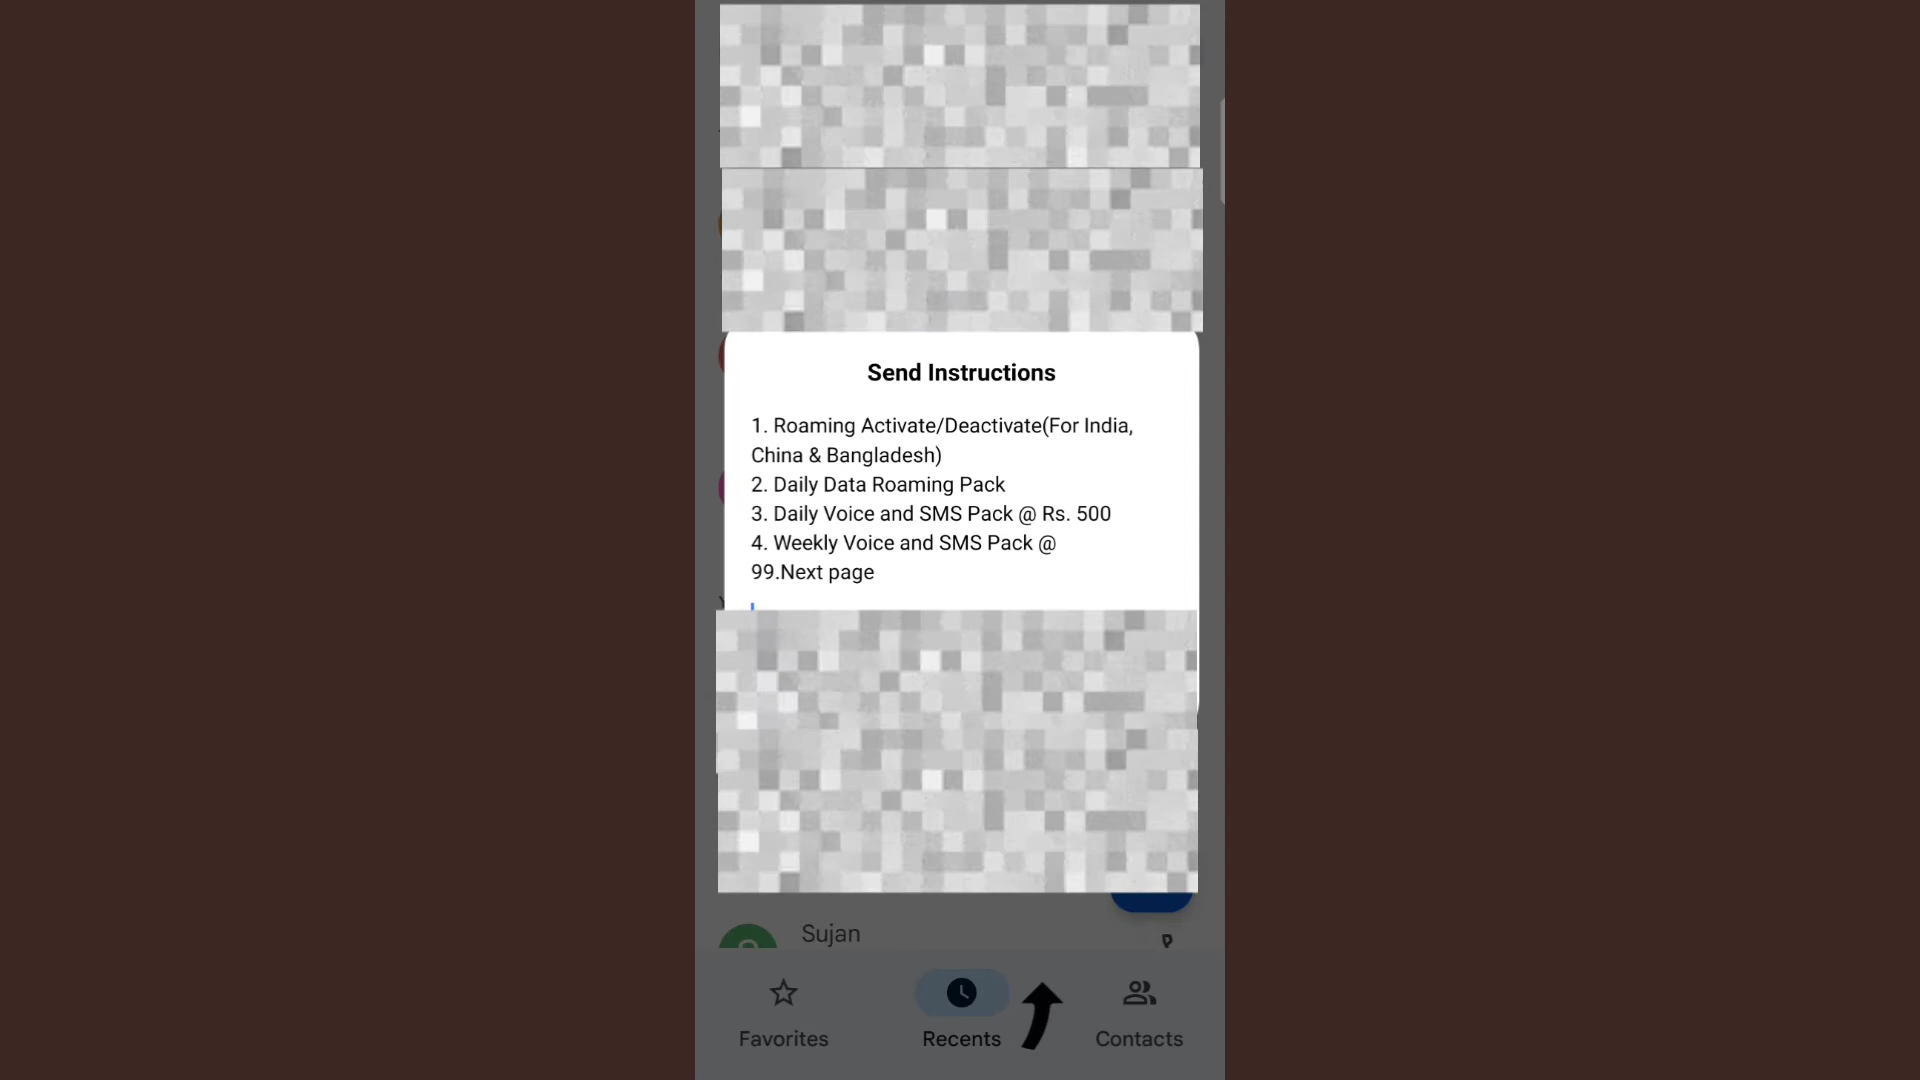 Send Instructions
1. Roaming Activate/Deactivate(For India,
China & Bangladesh)
2. Daily Data Roaming Pack
3. Daily Voice and SMS Pack @ Rs. 500
4. Weekly Voice and SMS Pack @
99.Next page
Sujan
Favorites
Recents
Contacts